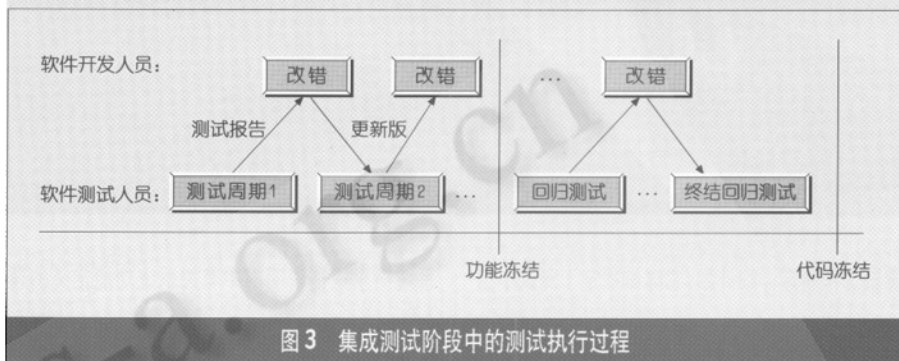 软件开发人员:
改错
改错
...
改错
测试报告
更新版
软件测试人员:
测试周期1
测试周期2
...
回归测试
...
终结回归测试
功能冻结
代码冻结
图3 集成测试阶段中的测试执行过程
s-a.org.cn